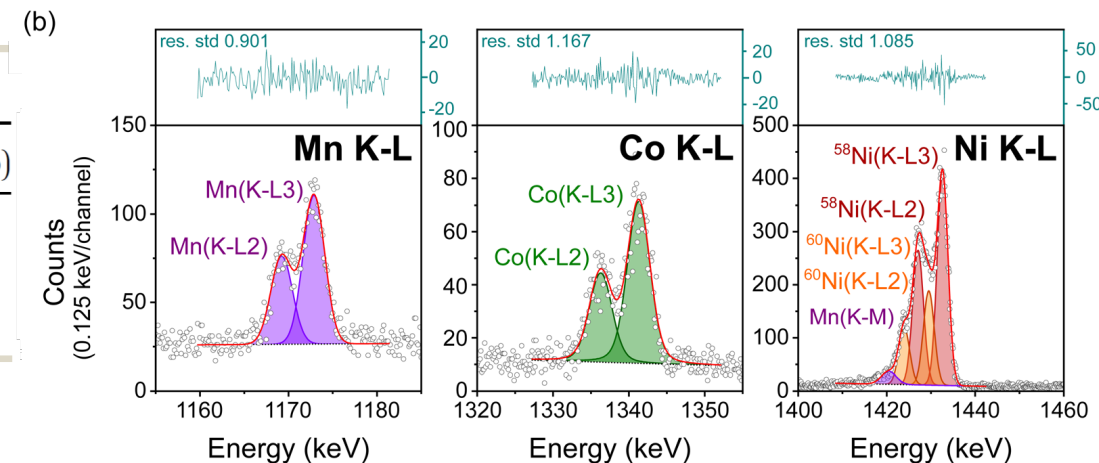 (b)
res. std 0.901
20
0
-20
res. std 1.167
20
0
-20
res. std 1.085
50
0
-50
Counts
(0.125 keV/channel)
150
100
50
0
Mn K-L
Mn(K-L3)
Mn(K-L2)
1160
1170
1180
Energy (keV)
100
80
60
40
20
0
Co K-L
Co(K-L3)
Co(K-L2)
1320
1330
1340
1350
Energy (keV)
500
400
300
200
100
0
Ni K-L
⁵⁸Ni(K-L3)
⁵⁸Ni(K-L2)
⁶⁰Ni(K-L3)
⁶⁰Ni(K-L2)
Mn(K-M)
1400
1420
1440
1460
Energy (keV)